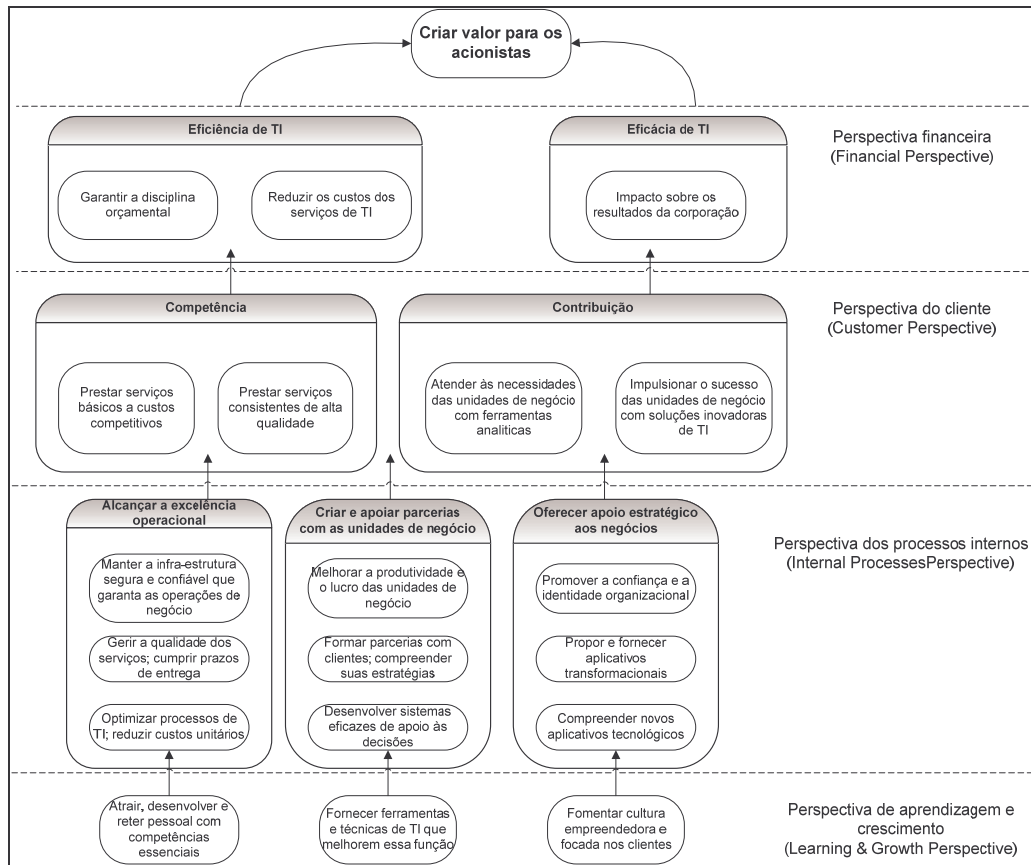 Criar valor para os
acionistas
Eficiência de TI
Eficácia de TI
Perspectiva financeira
(Financial Perspective)
Garantir a disciplina
orçamental
Reduzir os custos dos
serviços de TI
Impacto sobre os
resultados da corporação
Competência
Contribuição
Perspectiva do cliente
(Customer Perspective)
Prestar serviços
básicos a custos
competitivos
Prestar serviços
consistentes de alta
qualidade
Atender às necessidades
das unidades de negócio
com ferramentas
analiticas
Impulsionar o sucesso
das unidades de negócio
com soluções inovadoras
de TI
Alcançar a excelência
operacional
Criar e apoiar parcerias
com as unidades de negócio
Oferecer apoio estratégico
aos negócios
Perspectiva dos processos internos
(Internal ProcessesPerspective)
Manter a infra-estrutura
segura e confiável que
garanta as operações de
negócio
Melhorar a produtividade e
o lucro das unidades de
negócio
Promover a confiança e a
identidade organizacional
Gerir a qualidade dos
serviços; cumprir prazos
de entrega
Formar parcerias com
clientes; compreender
suas estratégias
Propor e fornecer
aplicativos
transformacionais
Optimizar processos de
TI; reduzir custos unitários
Desenvolver sistemas
eficazes de apoio às
decisões
Compreender novos
aplicativos tecnológicos
Atrair, desenvolver e
reter pessoal com
competências
essenciais
Fornecer ferramentas
e técnicas de TI que
melhorem essa função
Fomentar cultura
empreendedora e
focada nos clientes
Perspectiva de aprendizagem e
crescimento
(Learning & Growth Perspective)